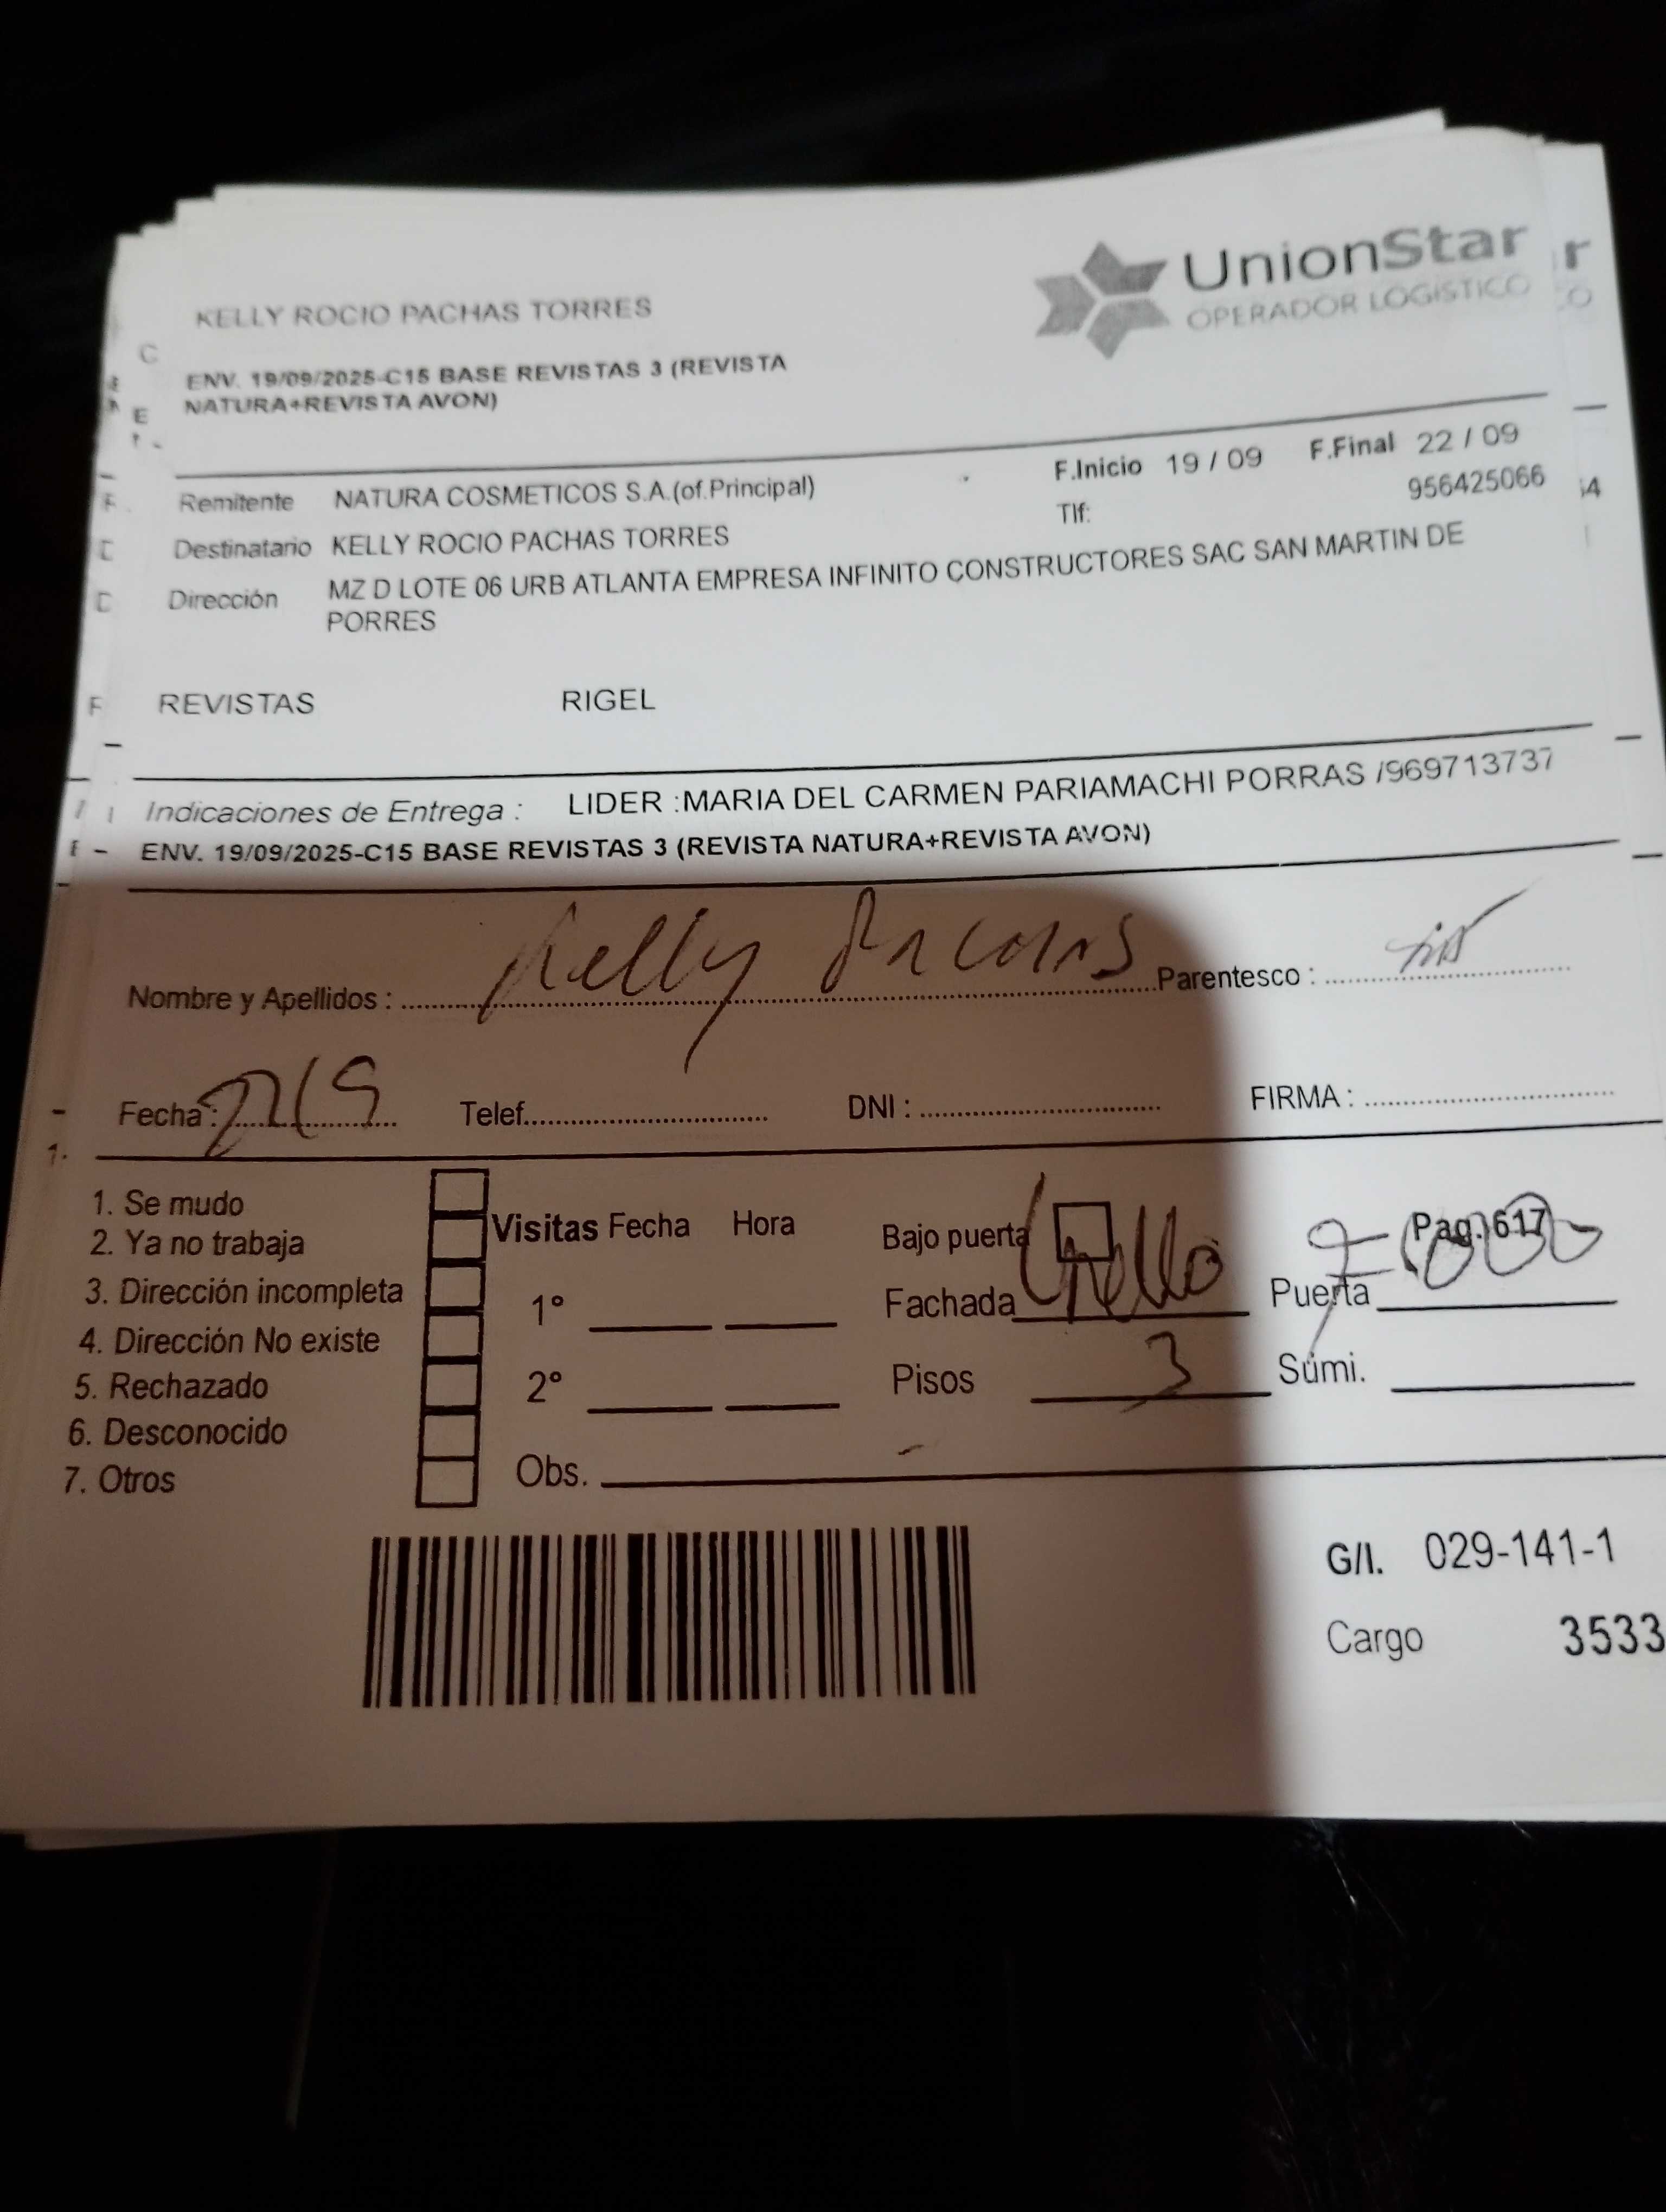 UnionStar
OPERADOR LOGISTICO
KELLY ROCIO PACHAS TORRES
ENV. 19/09/2025-C15 BASE REVISTAS 3 (REVISTA
NATURA+REVISTA AVON)
F.Inicio 19 / 09 F.Final 22 / 09
Remitente NATURA COSMETICOS S.A.(of.Principal)
Tlf: 956425066
Destinatario KELLY ROCIO PACHAS TORRES
Dirección MZ D LOTE 06 URB ATLANTA EMPRESA INFINITO CONSTRUCTORES SAC SAN MARTIN DE
PORRES
REVISTAS RIGEL
Indicaciones de Entrega : LIDER :MARIA DEL CARMEN PARIAMACHI PORRAS /969713737
ENV. 19/09/2025-C15 BASE REVISTAS 3 (REVISTA NATURA+REVISTA AVON)
Nombre y Apellidos : Kelly Parentesco :
Fecha : Telef. DNI : FIRMA :
1. Se mudo
2. Ya no trabaja
3. Dirección incompleta
4. Dirección No existe
5. Rechazado
6. Desconocido
7. Otros
Visitas Fecha Hora
1°
2°
Obs.
Bajo puerta Pag. 617
Fachada Puerta
Pisos 3 Súmi.
G/I. 029-141-1
Cargo 3533